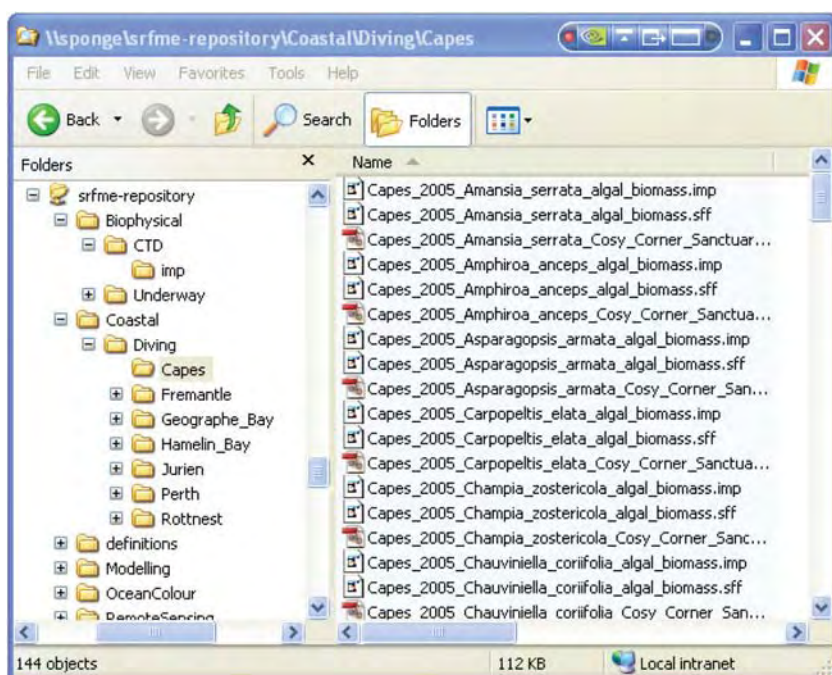 \\sponge\srfme-repository\Coastal\Diving\Capes
File Edit View Favorites Tools Help
Back Search Folders
Folders
srfme-repository
Biophysical
CTD
imp
Underway
Coastal
Diving
Capes
Fremantle
Geographe_Bay
Hamelin_Bay
Jurien
Perth
Rottnest
definitions
Modelling
OceanColour
RemoteSensing
Name
Capes_2005_Amansia_serrata_algal_biomass.imp
Capes_2005_Amansia_serrata_algal_biomass.sff
Capes_2005_Amansia_serrata_Cosy_Corner_Sanctuar...
Capes_2005_Amphiroa_anceps_algal_biomass.imp
Capes_2005_Amphiroa_anceps_algal_biomass.sff
Capes_2005_Amphiroa_anceps_Cosy_Corner_Sanctua...
Capes_2005_Asparagopsis_armata_algal_biomass.imp
Capes_2005_Asparagopsis_armata_algal_biomass.sff
Capes_2005_Asparagopsis_armata_Cosy_Corner_San...
Capes_2005_Carpopeltis_elata_algal_biomass.imp
Capes_2005_Carpopeltis_elata_algal_biomass.sff
Capes_2005_Carpopeltis_elata_Cosy_Corner_Sanctua...
Capes_2005_Champia_zostericola_algal_biomass.imp
Capes_2005_Champia_zostericola_algal_biomass.sff
Capes_2005_Champia_zostericola_Cosy_Corner_Sanc...
Capes_2005_Chauviniella_coriifolia_algal_biomass.imp
Capes_2005_Chauviniella_coriifolia_algal_biomass.sff
Capes_2005_Chauviniella_coriifolia_Cosy_Corner_San...
144 objects 112 KB Local intranet